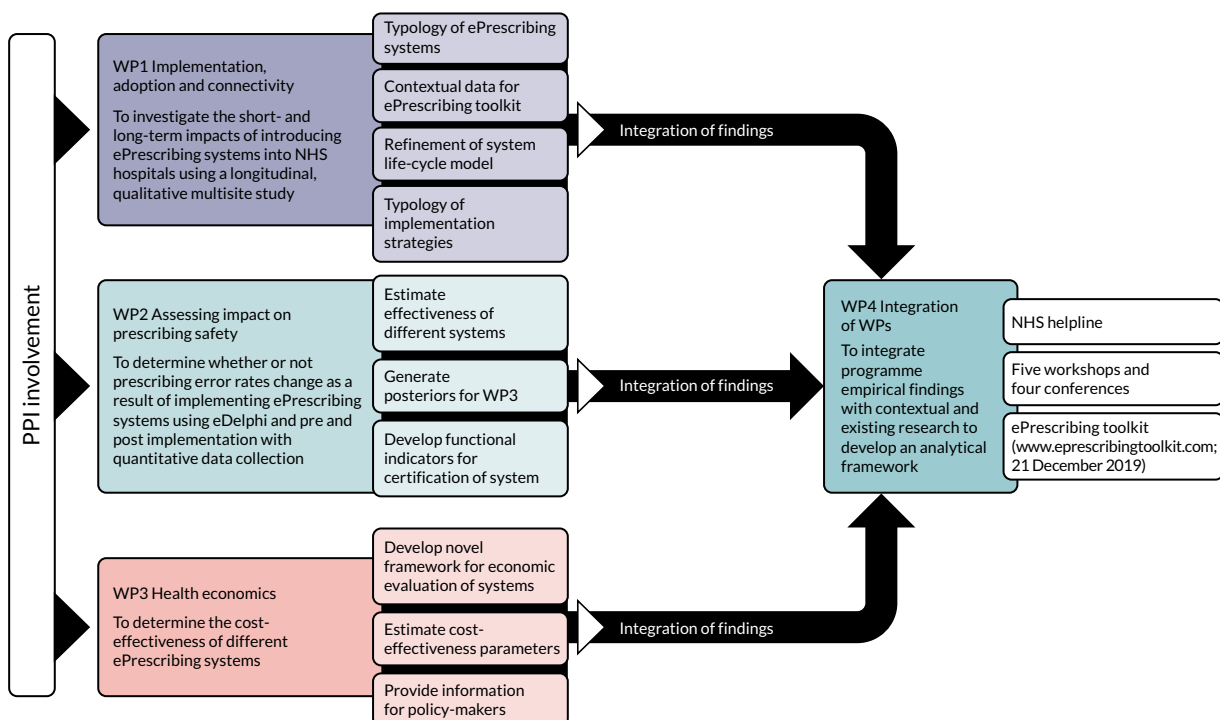 PPI involvement
WP1 Implementation,
adoption and connectivity
To investigate the short- and
long-term impacts of introducing
ePrescribing systems into NHS
hospitals using a longitudinal,
qualitative multisite study
Typology of ePrescribing
systems
Contextual data for
ePrescribing toolkit
Refinement of system
life-cycle model
Typology of
implementation
strategies
Integration of findings
WP2 Assessing impact on
prescribing safety
To determine whether or not
prescribing error rates change as a
result of implementing ePrescribing
systems using eDelphi and pre and
post implementation with
quantitative data collection
Estimate
effectiveness of
different systems
Generate
posteriors for WP3
Develop functional
indicators for
certification of system
Integration of findings
WP3 Health economics
To determine the cost-
effectiveness of different
ePrescribing systems
Develop novel
framework for economic
evaluation of systems
Estimate cost-
effectiveness parameters
Provide information
for policy-makers
Integration of findings
WP4 Integration
of WPs
To integrate
programme
empirical findings
with contextual and
existing research to
develop an analytical
framework
NHS helpline
Five workshops and
four conferences
ePrescribing toolkit
(www.eprescribingtoolkit.com;
21 December 2019)